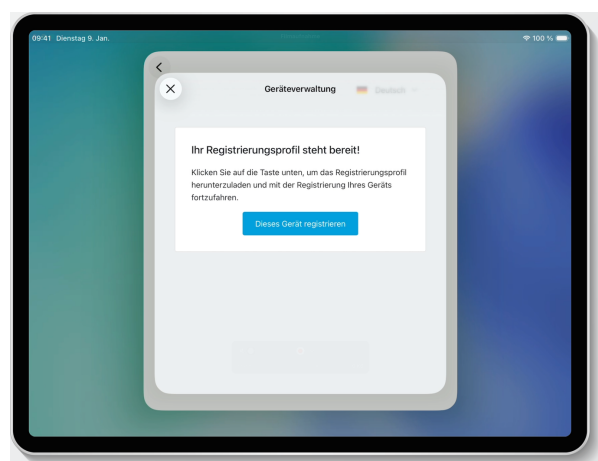 09:41 Dienstag 9. Jan.
100 %
Geräteverwaltung
Deutsch
Ihr Registrierungsprofil steht bereit!
Klicken Sie auf die Taste unten, um das Registrierungsprofil
herunterzuladen und mit der Registrierung Ihres Geräts
fortzufahren.
Dieses Gerät registrieren